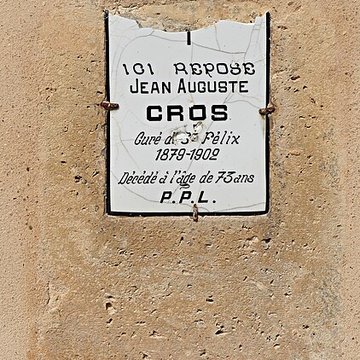 ICI REPOSE
JEAN AUGUSTE
CROS
Curé de St Félix
1879-1902
Décédé à l'âge de 73 ans
P.P.L.